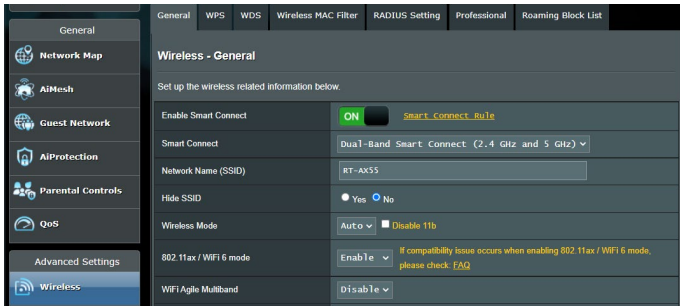 General
Network Map
AiMesh
Guest Network
AiProtection
Parental Controls
QoS
Advanced Settings
Wireless
General WPS WDS Wireless MAC Filter RADIUS Setting Professional Roaming Block List
Wireless - General
Set up the wireless related information below.
Enable Smart Connect ON Smart Connect Rule
Smart Connect Dual-Band Smart Connect (2.4 GHz and 5 GHz)
Network Name (SSID) RT-AX55
Hide SSID Yes No
Wireless Mode Auto Disable 11b
802.11ax / WiFi 6 mode Enable If compatibility issue occurs when enabling 802.11ax / WiFi 6 mode,
please check: FAQ
WiFi Agile Multiband Disable